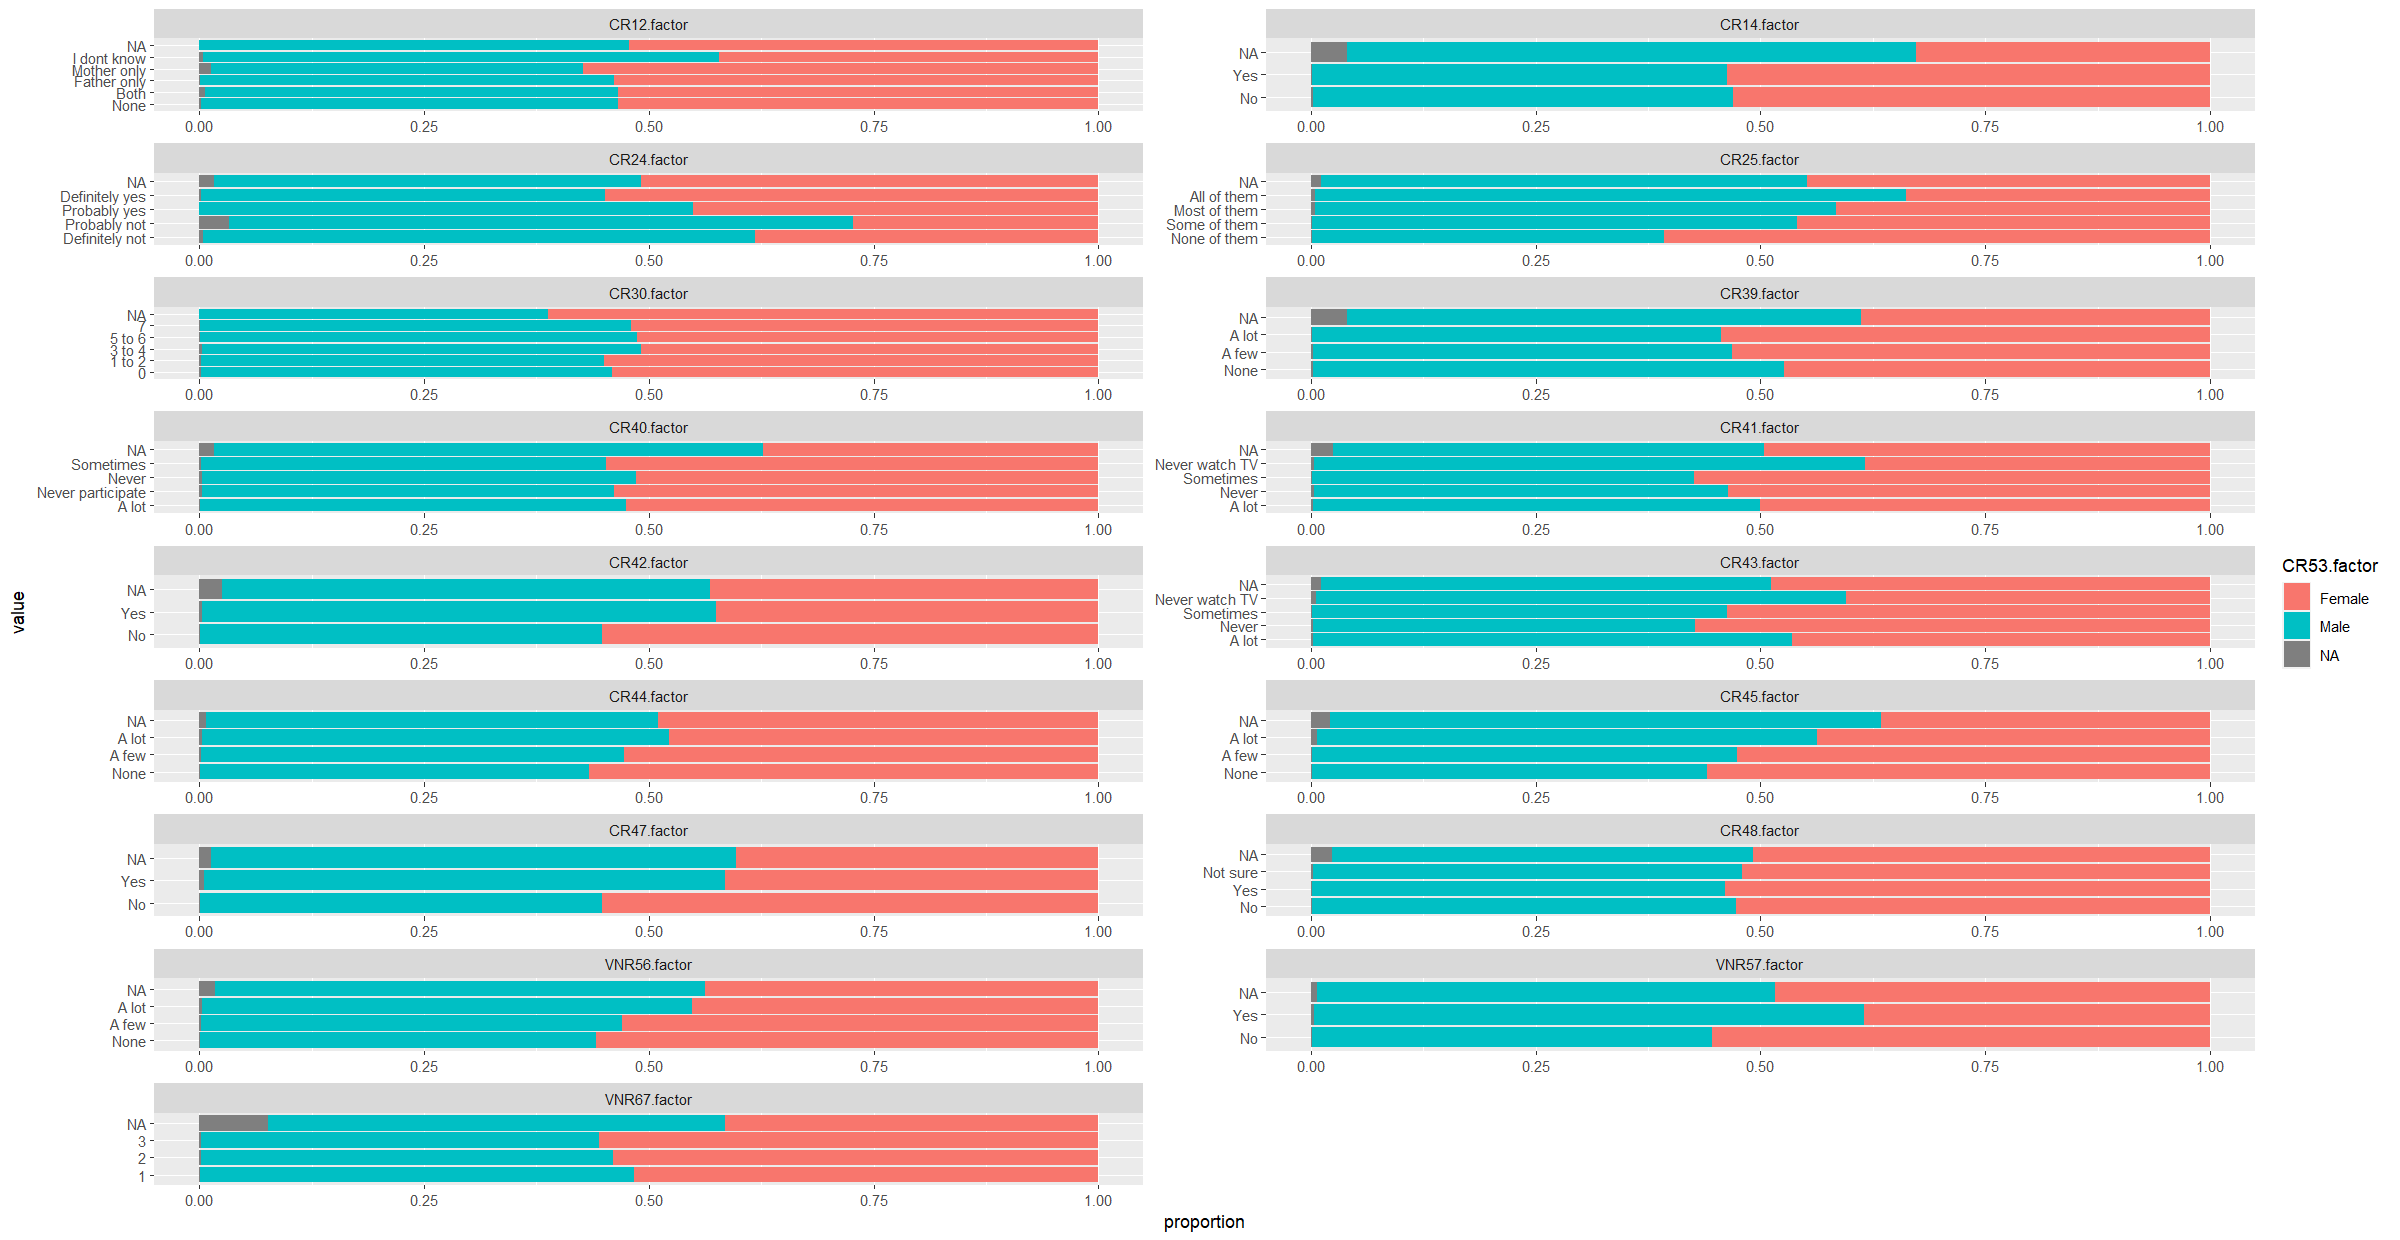 CR12.factor
NA
I dont know
Mother only
Father only
Both
None
0.00 0.25 0.50 0.75 1.00
CR14.factor
NA
Yes
No
0.00 0.25 0.50 0.75 1.00
CR24.factor
NA
Definitely yes
Probably yes
Probably not
Definitely not
0.00 0.25 0.50 0.75 1.00
CR25.factor
NA
All of them
Most of them
Some of them
None of them
0.00 0.25 0.50 0.75 1.00
CR30.factor
NA
7
5 to 6
3 to 4
1 to 2
0
0.00 0.25 0.50 0.75 1.00
CR39.factor
NA
A lot
A few
None
0.00 0.25 0.50 0.75 1.00
CR40.factor
NA
Sometimes
Never
Never participate
A lot
0.00 0.25 0.50 0.75 1.00
CR41.factor
NA
Never watch TV
Sometimes
Never
A lot
0.00 0.25 0.50 0.75 1.00
CR42.factor
NA
Yes
No
0.00 0.25 0.50 0.75 1.00
CR43.factor
NA
Never watch TV
Sometimes
Never
A lot
0.00 0.25 0.50 0.75 1.00
CR44.factor
NA
A lot
A few
None
0.00 0.25 0.50 0.75 1.00
CR45.factor
NA
A lot
A few
None
0.00 0.25 0.50 0.75 1.00
CR47.factor
NA
Yes
No
0.00 0.25 0.50 0.75 1.00
CR48.factor
NA
Not sure
Yes
No
0.00 0.25 0.50 0.75 1.00
VNR56.factor
NA
A lot
A few
None
0.00 0.25 0.50 0.75 1.00
VNR57.factor
NA
Yes
No
0.00 0.25 0.50 0.75 1.00
VNR67.factor
NA
3
2
1
0.00 0.25 0.50 0.75 1.00
value
proportion
CR53.factor
Female
Male
NA